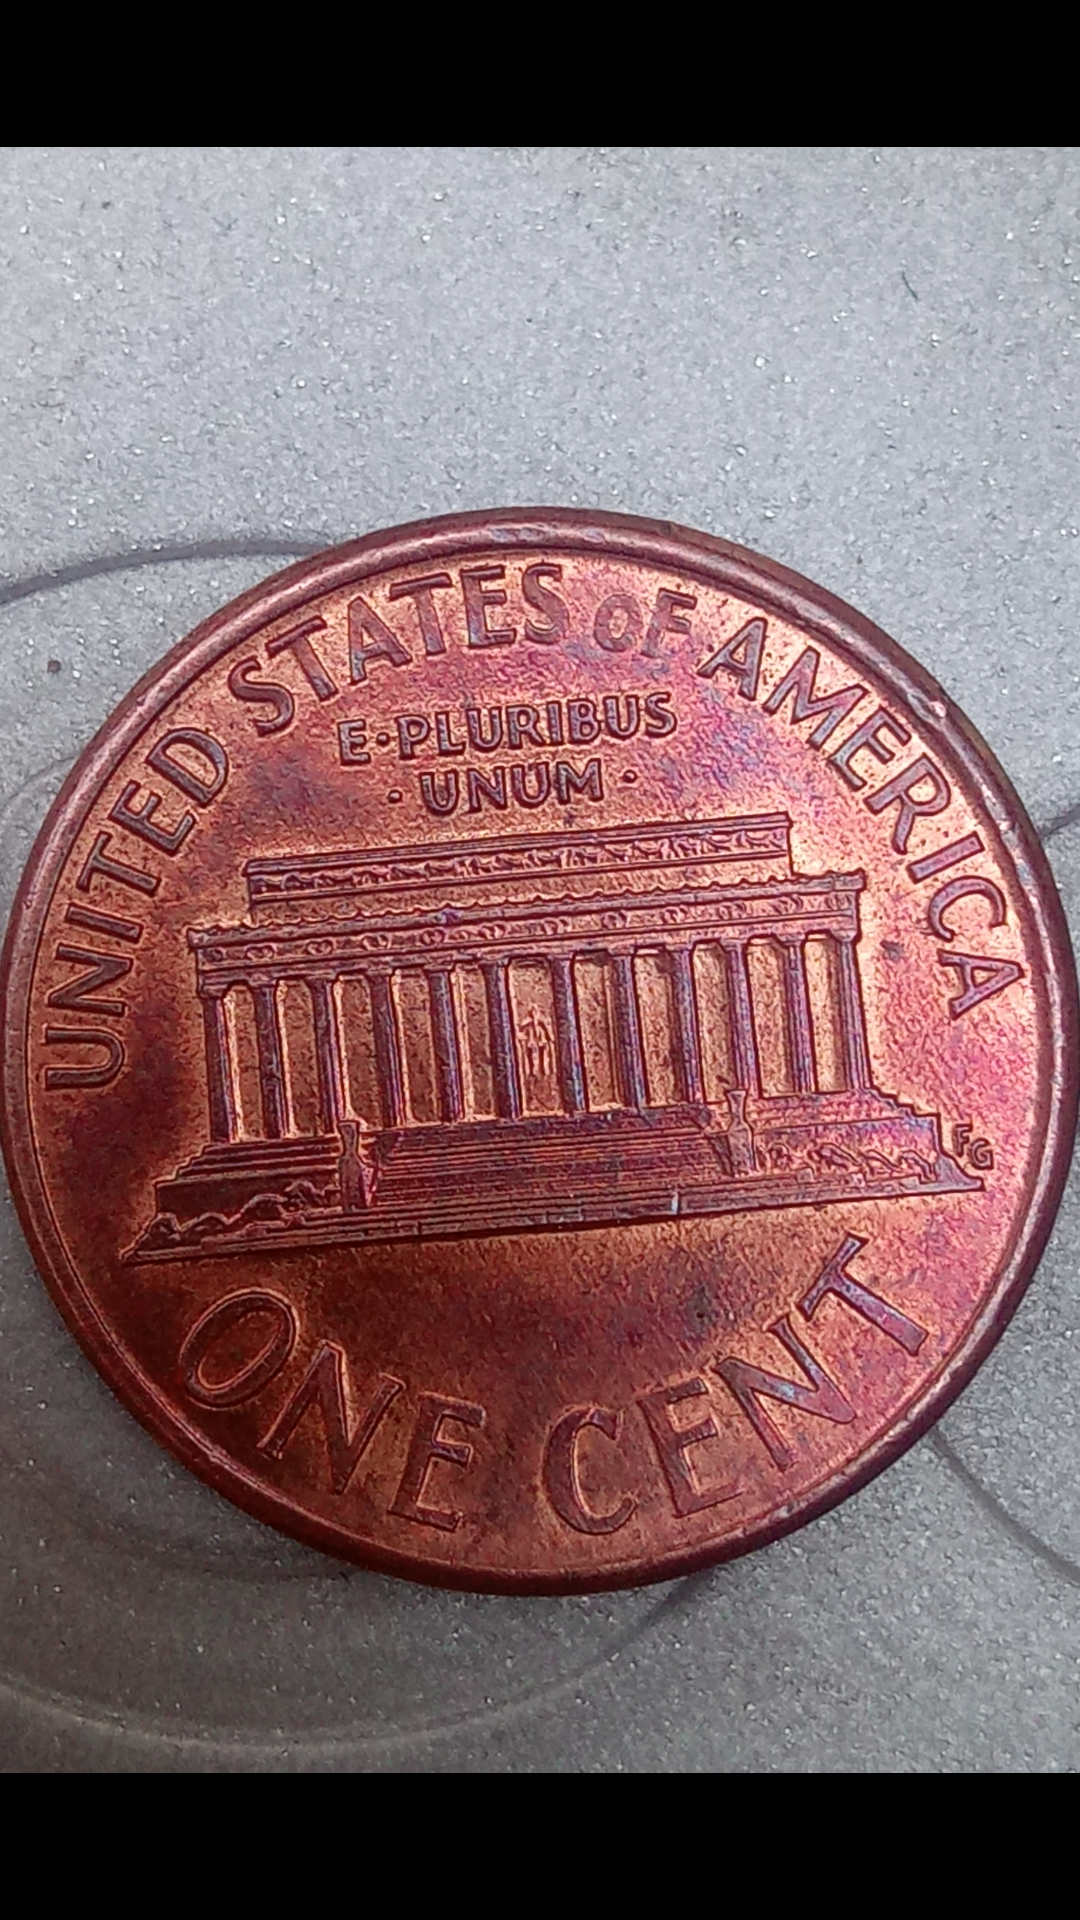 UNITED STATES OF AMERICA
E·PLURIBUS
·UNUM·
FG
ONE CENT